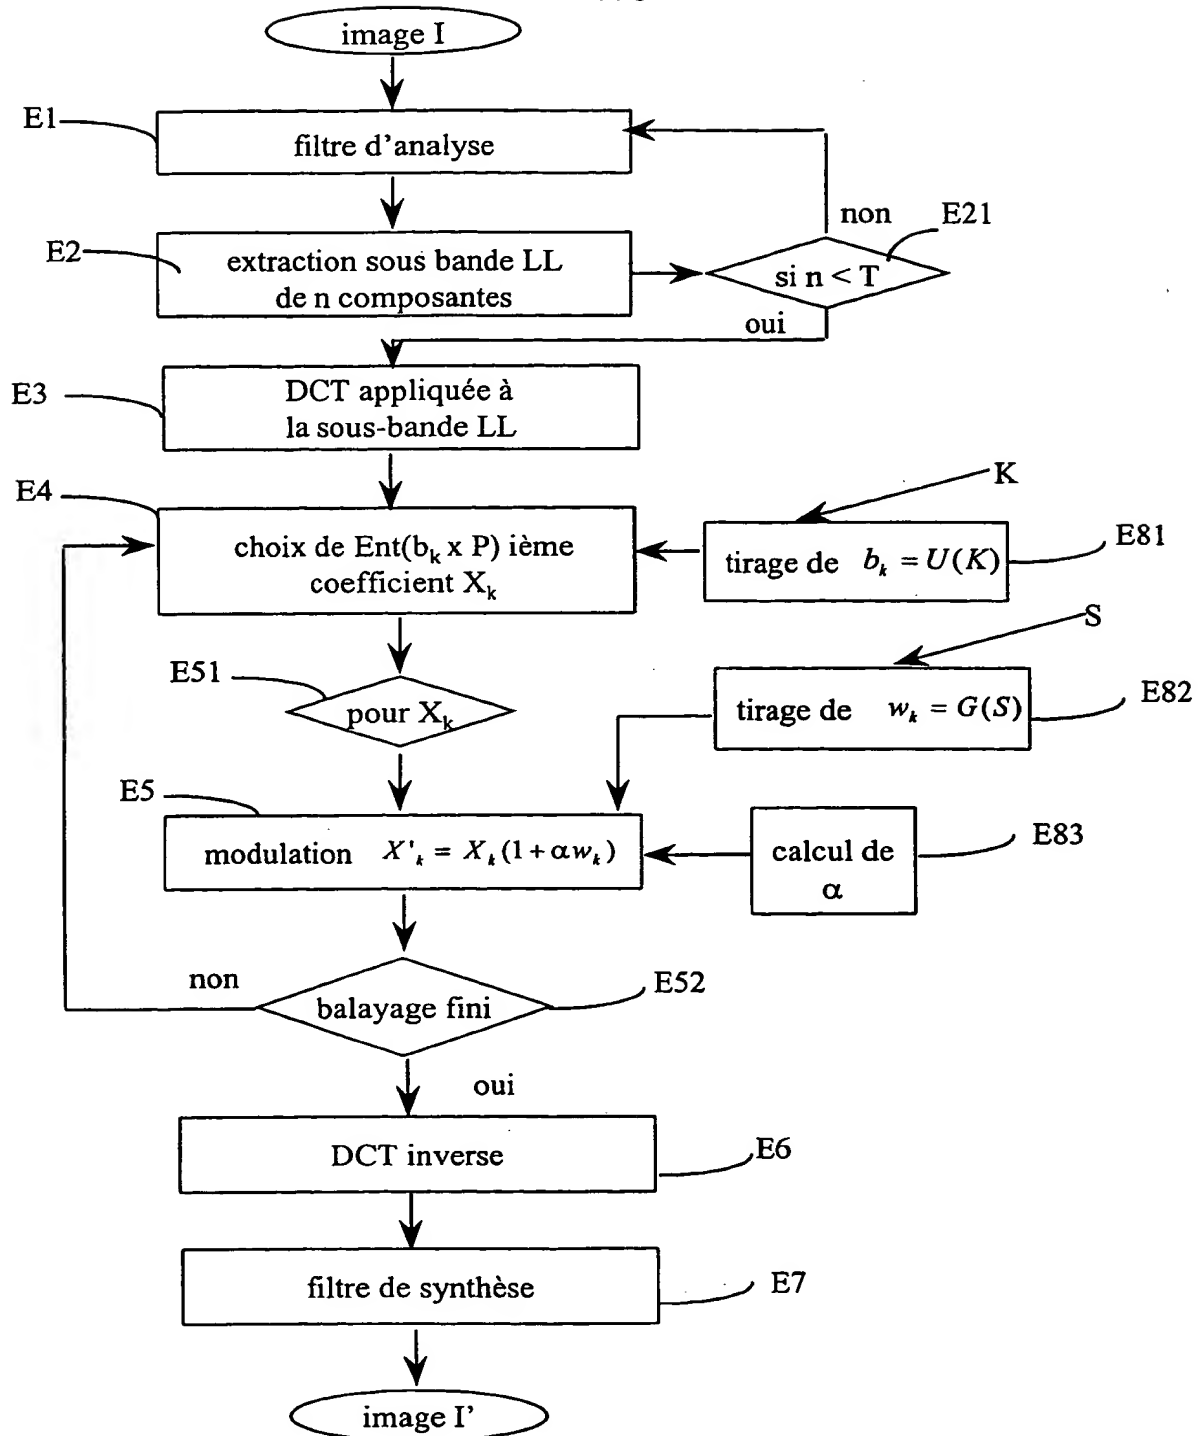 image I
E1
filtre d'analyse
non
E21
E2
extraction sous bande LL
de n composantes
si n < T
oui
E3
DCT appliquée à
la sous-bande LL
K
E4
choix de Ent(b_k x P) ième
coefficient X_k
tirage de b_k = U(K)
E81
S
E51
pour X_k
tirage de w_k = G(S)
E82
E5
modulation X'_k = X_k (1 + αw_k)
calcul de
α
E83
non
balayage fini
E52
oui
DCT inverse
E6
filtre de synthèse
E7
image I'